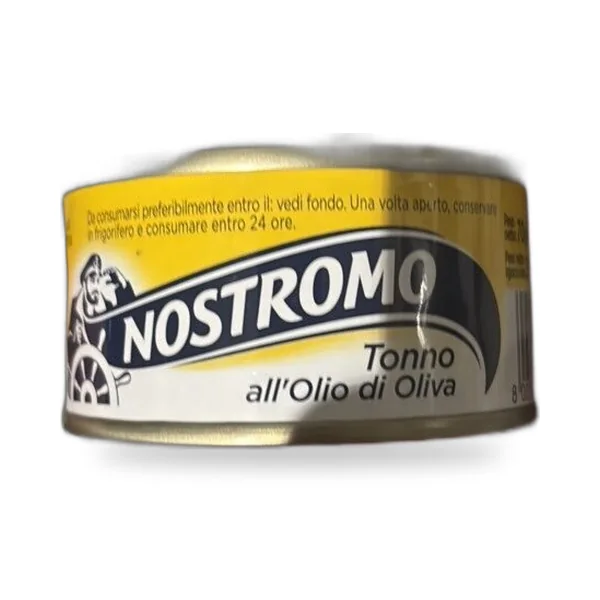 Da consumarsi preferibilmente entro il: vedi fondo. Una volta aperto, conservare
in frigorifero e consumare entro 24 ore.
NOSTROMO
Tonno
all'Olio di Oliva
8